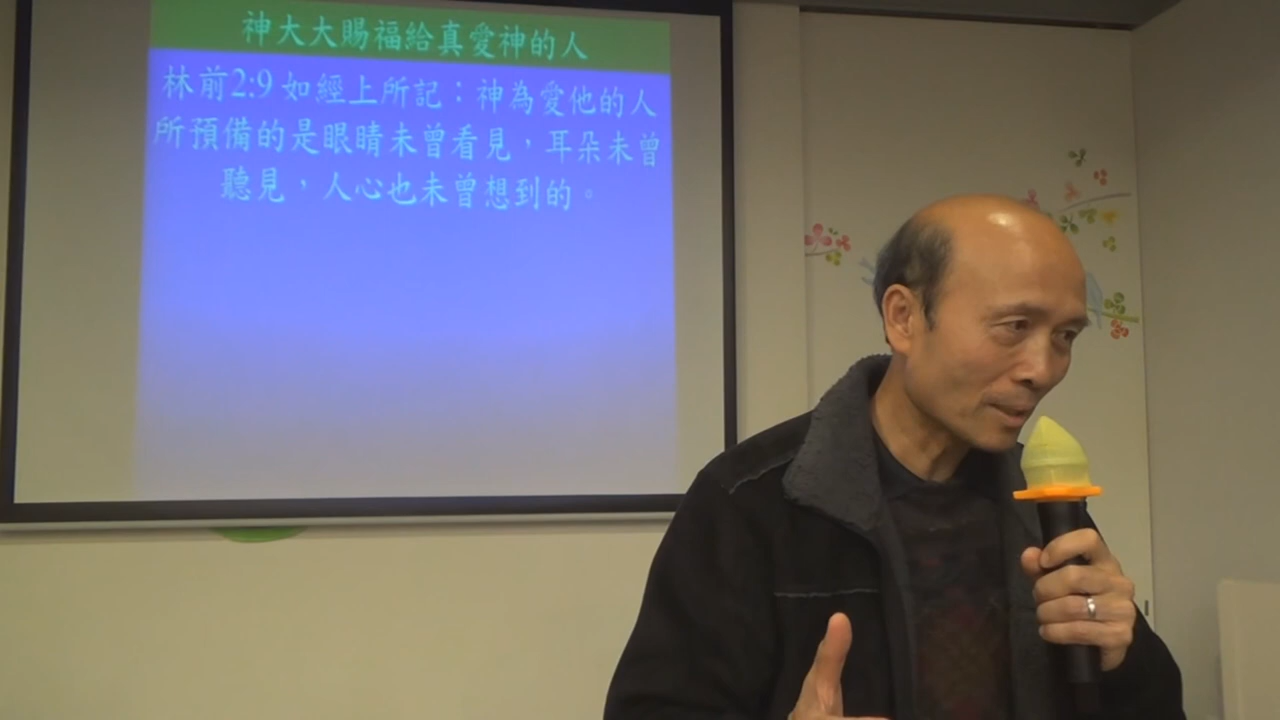 神大大賜福給真愛神的人
林前2:9 如經上所記：神為愛他的人
所預備的是眼睛未曾看見，耳朵未曾
聽見，人心也未曾想到的。